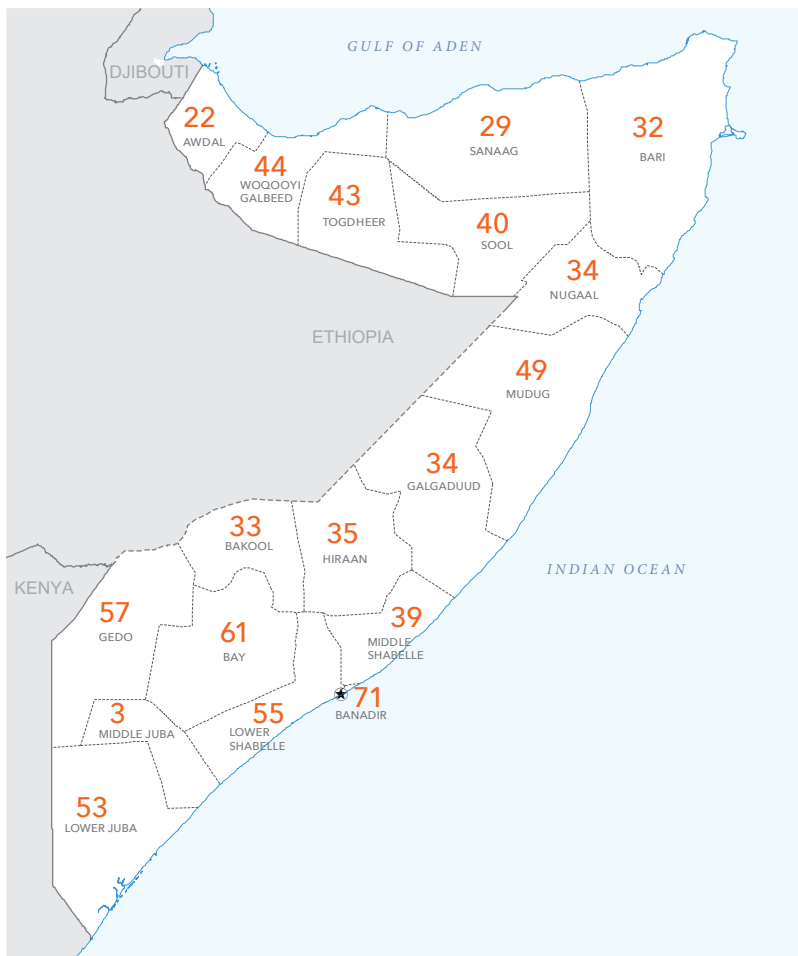 GULF OF ADEN
DJIBOUTI
22
AWDAL
44
WOQOOYI
GALBEED
43
TOGDHEER
29
SANAAG
32
BARI
40
SOOL
34
NUGAAL
ETHIOPIA
49
MUDUG
34
GALGADUUD
33
BAKOOL
35
HIRAAN
INDIAN OCEAN
KENYA
57
GEDO
61
BAY
39
MIDDLE
SHABELLE
71
BANADIR
3
MIDDLE JUBA
55
LOWER
SHABELLE
53
LOWER JUBA